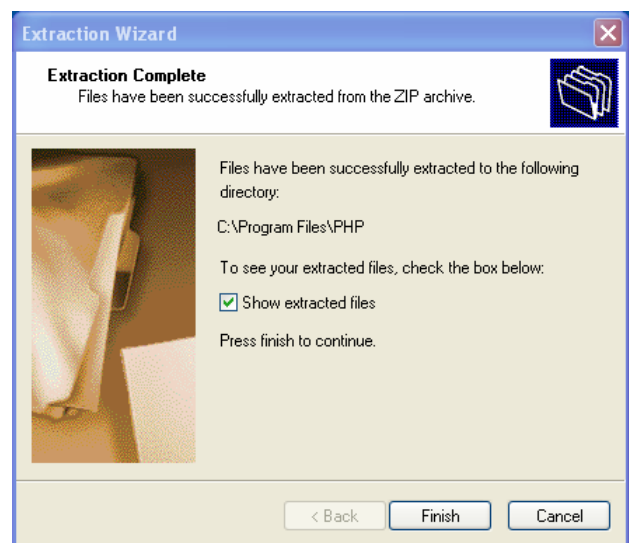 Extraction Wizard
Extraction Complete
Files have been successfully extracted from the ZIP archive.
Files have been successfully extracted to the following
directory:
C:\Program Files\PHP
To see your extracted files, check the box below:
Show extracted files
Press finish to continue.
< Back Finish Cancel